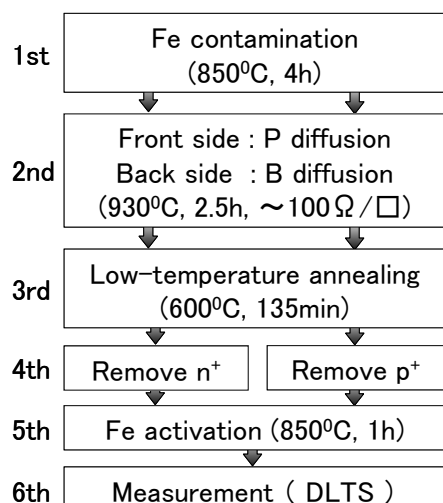 1st
Fe contamination
(850⁰C, 4h)
2nd
Front side : P diffusion
Back side : B diffusion
(930⁰C, 2.5h, ～100Ω/□)
3rd
Low-temperature annealing
(600⁰C, 135min)
4th
Remove n⁺
Remove p⁺
5th
Fe activation (850⁰C, 1h)
6th
Measurement ( DLTS )